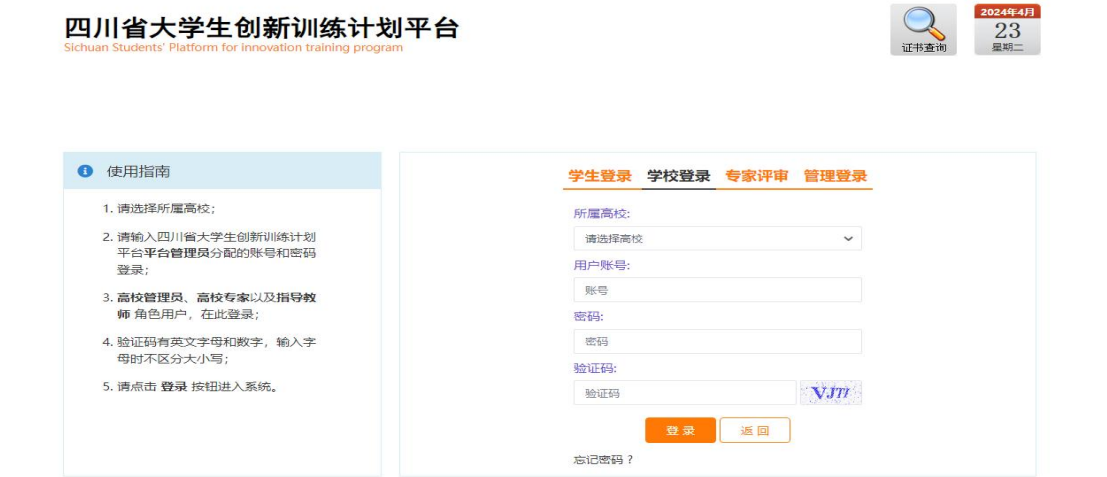 四川省大学生创新训练计划平台
Sichuan Students' Platform for innovation training program
证书查询
2024年4月
23
星期二
使用指南
1. 请选择所属高校；
2. 请输入四川省大学生创新训练计划
平台平台管理员分配的账号和密码
登录；
3. 高校管理员、高校专家以及指导教
师 角色用户，在此登录；
4. 验证码有英文字母和数字，输入字
母时不区分大小写；
5. 请点击 登录 按钮进入系统。
学生登录 学校登录 专家评审 管理登录
所属高校:
请选择高校
用户账号:
账号
密码:
密码
验证码:
验证码
登 录 返 回
忘记密码？